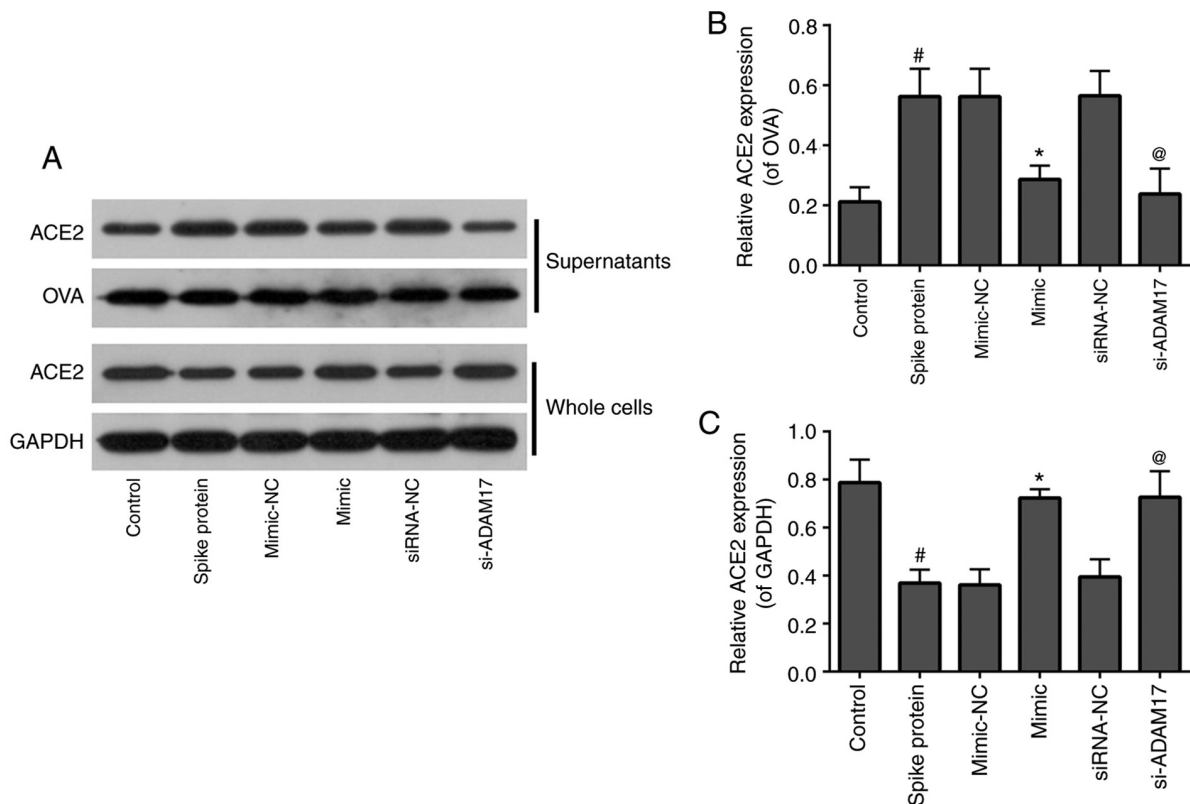 A
ACE2
OVA
Supernatants
ACE2
GAPDH
Whole cells
Control
Spike protein
Mimic-NC
Mimic
siRNA-NC
si-ADAM17
B
Relative ACE2 expression
(of OVA)
0.8
0.6
0.4
0.2
0.0
#
*
@
Control
Spike protein
Mimic-NC
Mimic
siRNA-NC
si-ADAM17
C
Relative ACE2 expression
(of GAPDH)
1.0
0.8
0.6
0.4
0.2
0.0
#
*
@
Control
Spike protein
Mimic-NC
Mimic
siRNA-NC
si-ADAM17